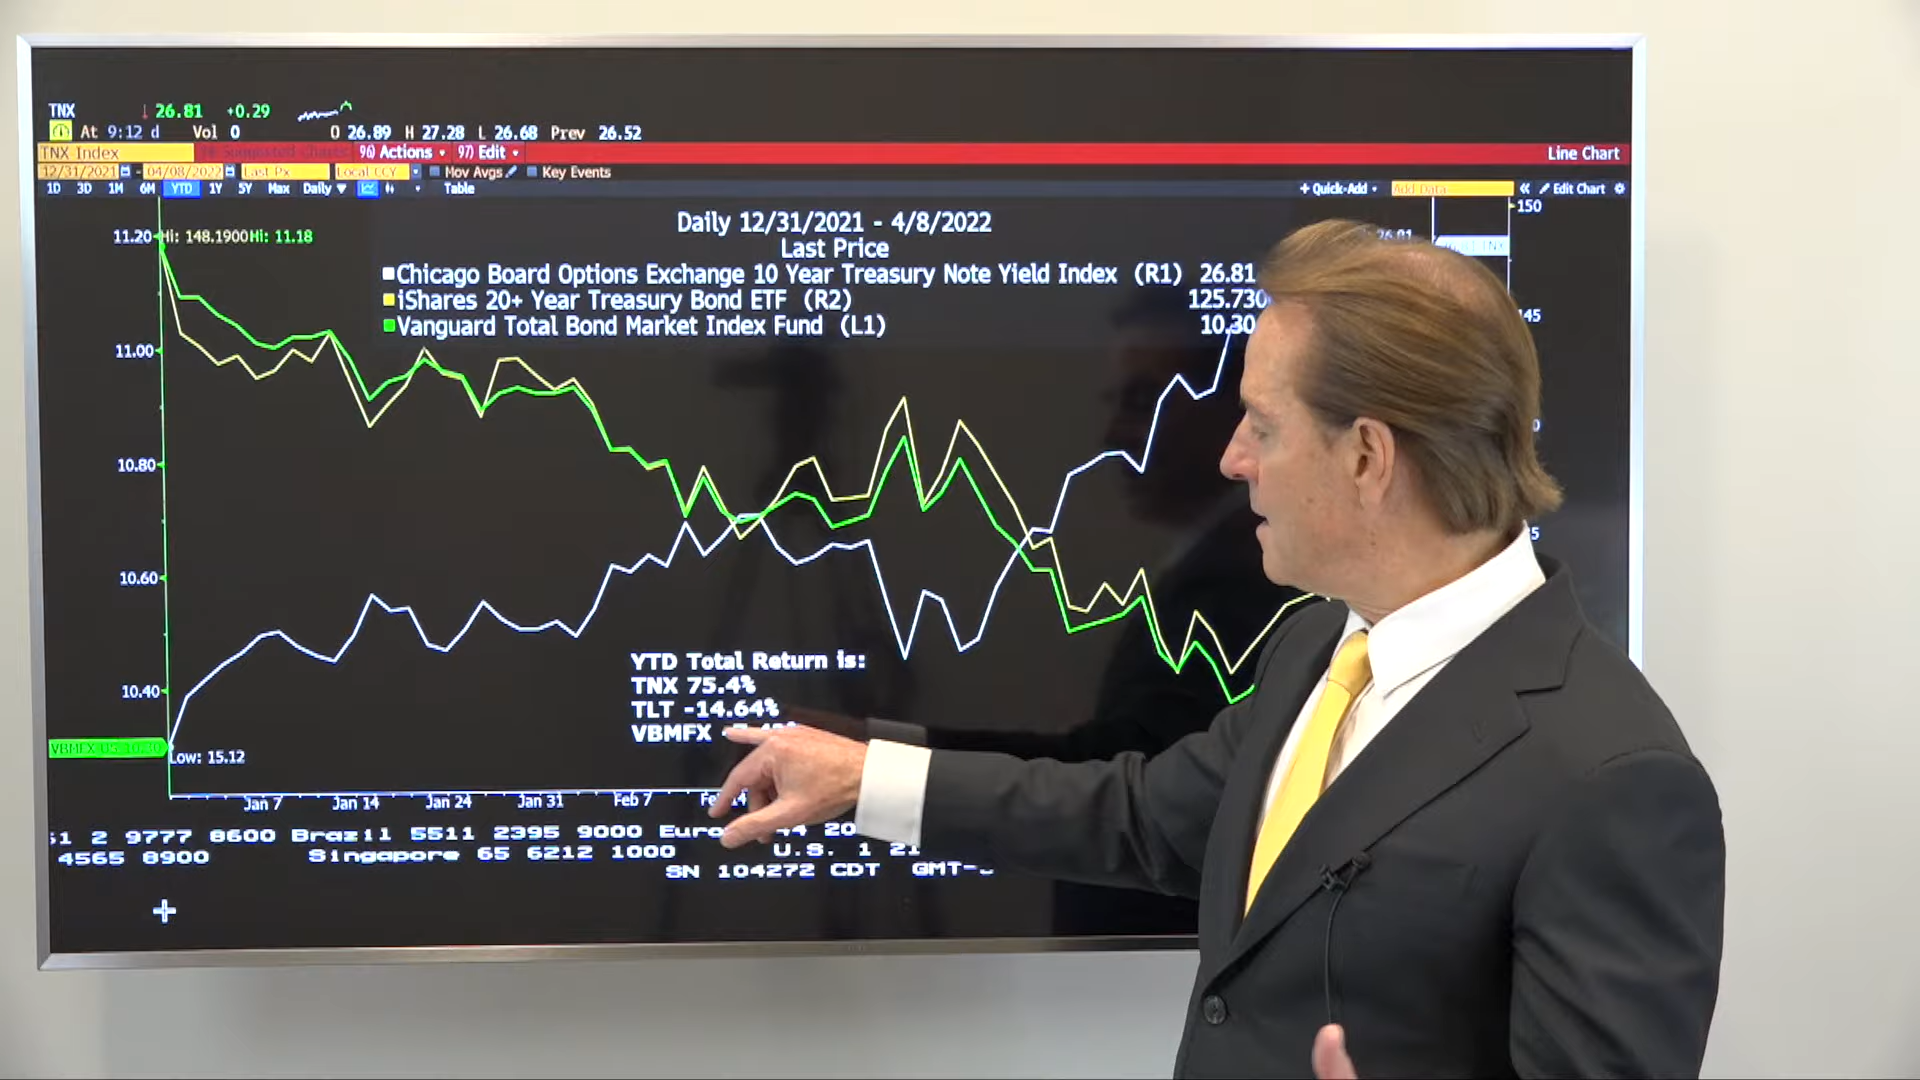 TNX 26.81 +0.29
At 9:12 d Vol 0 O 26.89 H 27.28 L 26.68 Prev 26.52
TNX Index 96) Actions 97) Edit Line Chart
12/31/2021 - 04/08/2022 Last Px Local CCY Mov Avgs Key Events
1D 3D 1M 6M YTD 1Y 5Y Max Daily Table + Quick-Add Add Data « Edit Chart
Daily 12/31/2021 - 4/8/2022
Last Price
Chicago Board Options Exchange 10 Year Treasury Note Yield Index (R1) 26.81
iShares 20+ Year Treasury Bond ETF (R2) 125.730
Vanguard Total Bond Market Index Fund (L1) 10.30
Hi: 148.1900 Hi: 11.18
11.20
11.00
10.80
10.60
10.40
150
VBMFX US 10.30
Low: 15.12
YTD Total Return is:
TNX 75.4%
TLT -14.64%
VBMFX
Jan 7 Jan 14 Jan 24 Jan 31 Feb 7
2 9777 8600 Brazil 5511 2395 9000
4565 8900 Singapore 65 6212 1000 U.S. 1 21
SN 104272 CDT